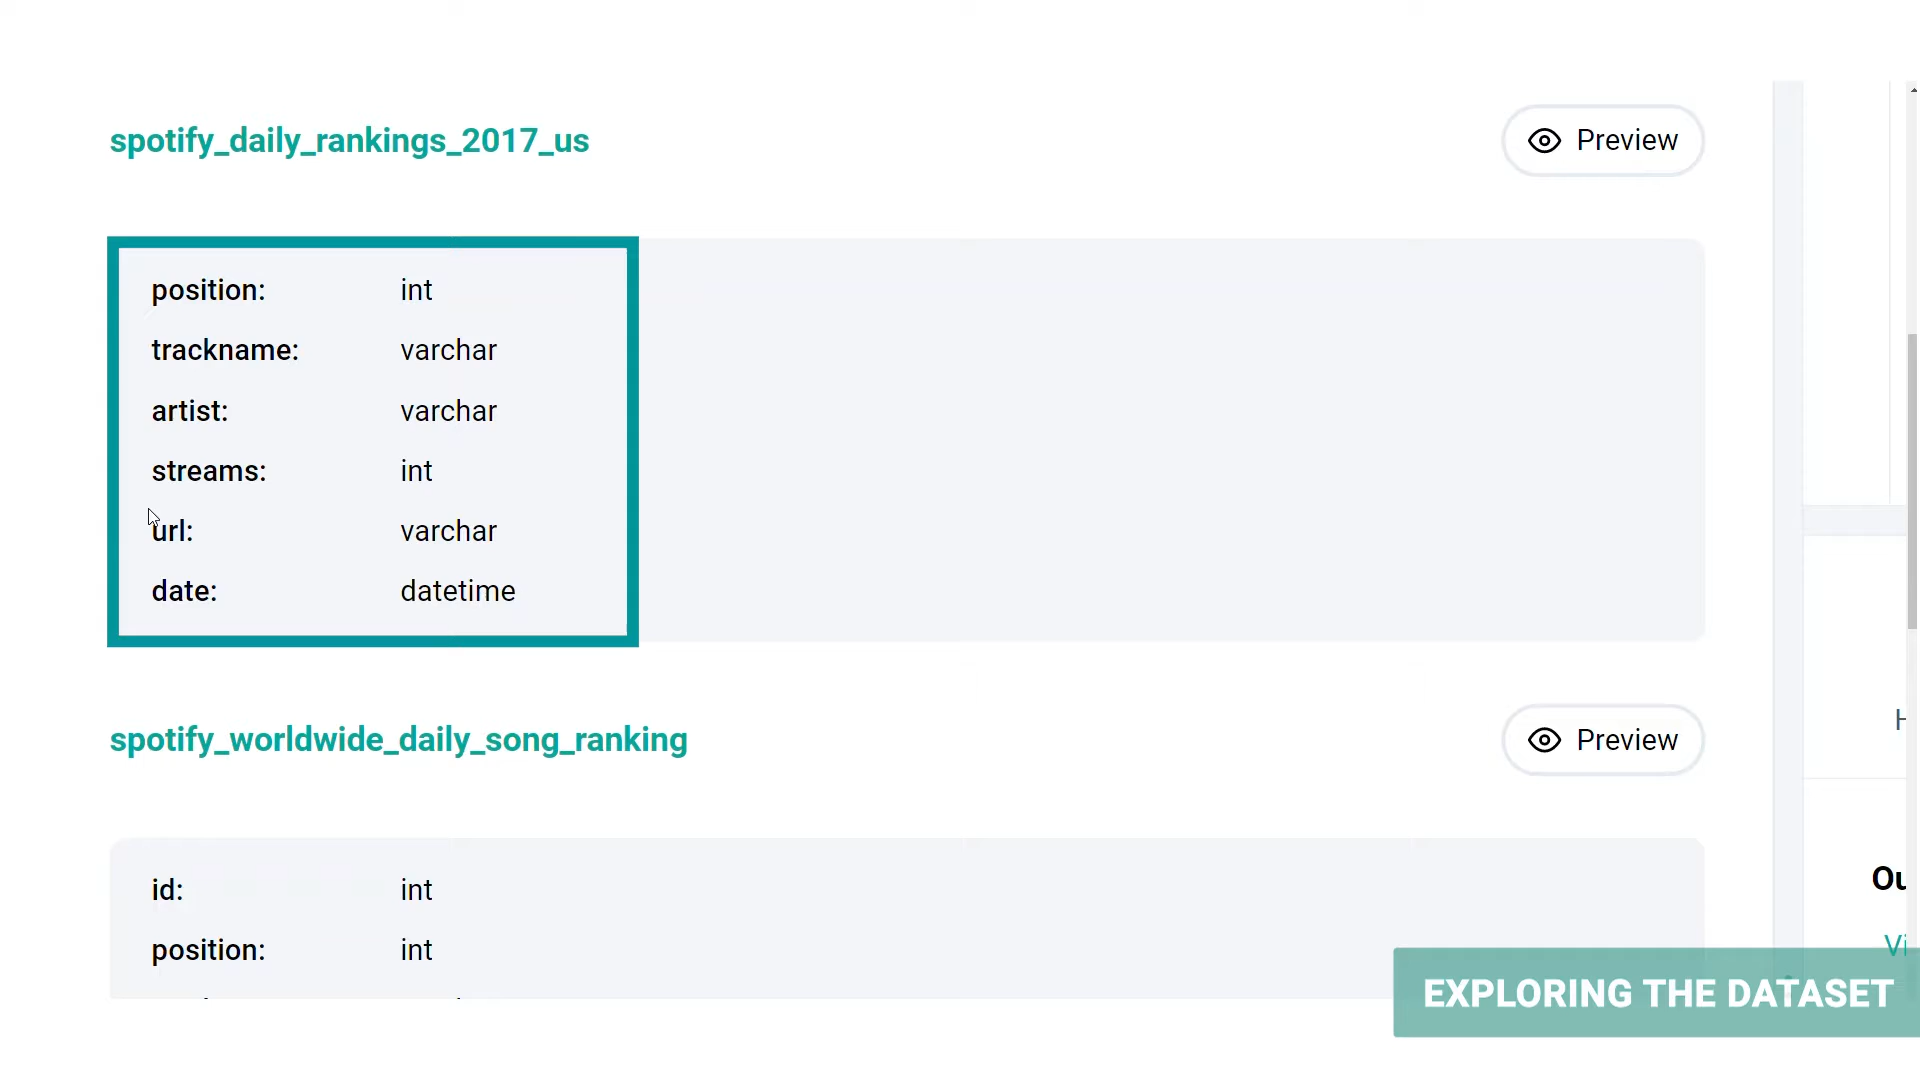 spotify_daily_rankings_2017_us
Preview
position: int
trackname: varchar
artist: varchar
streams: int
url: varchar
date: datetime
spotify_worldwide_daily_song_ranking
Preview
id: int
position: int
EXPLORING THE DATASET